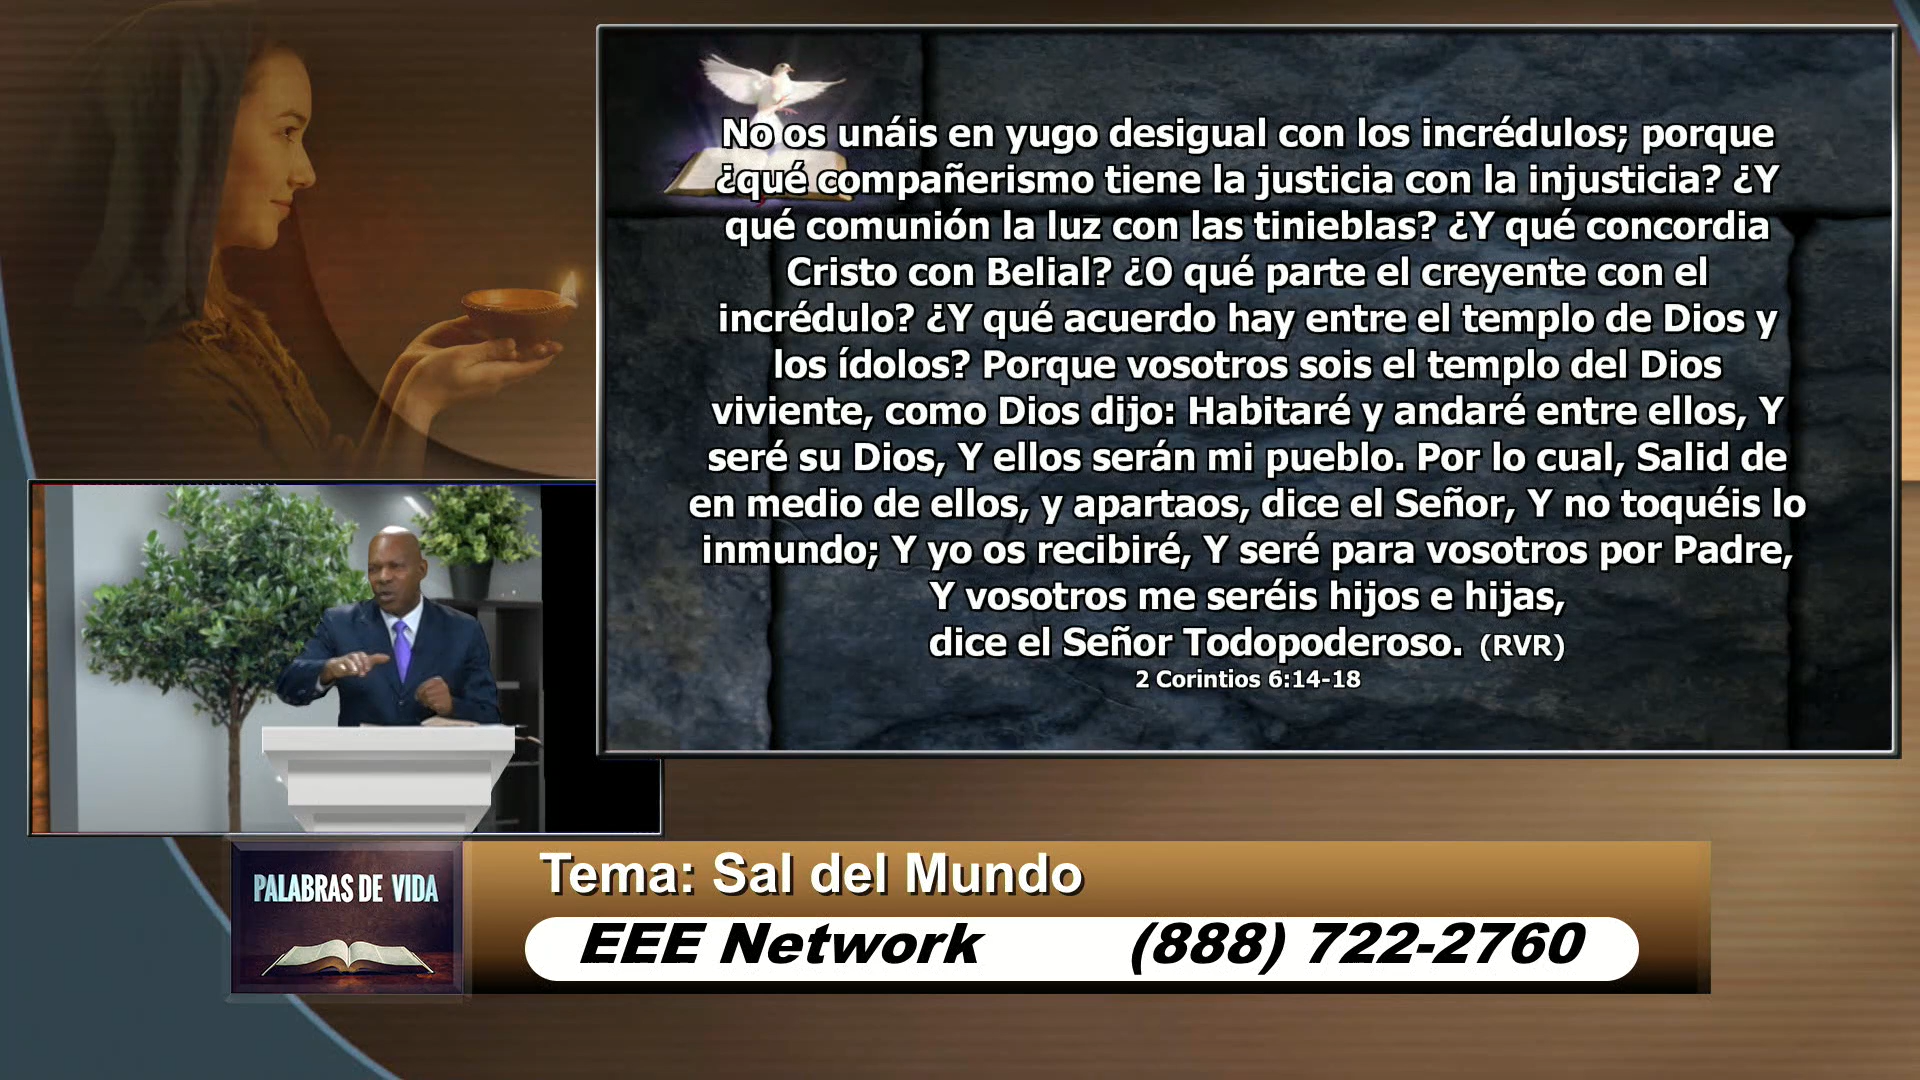 No os unáis en yugo desigual con los incrédulos; porque
¿qué compañerismo tiene la justicia con la injusticia? ¿Y
qué comunión la luz con las tinieblas? ¿Y qué concordia
Cristo con Belial? ¿O qué parte el creyente con el
incrédulo? ¿Y qué acuerdo hay entre el templo de Dios y
los ídolos? Porque vosotros sois el templo del Dios
viviente, como Dios dijo: Habitaré y andaré entre ellos, Y
seré su Dios, Y ellos serán mi pueblo. Por lo cual, Salid de
en medio de ellos, y apartaos, dice el Señor, Y no toquéis lo
inmundo; Y yo os recibiré, Y seré para vosotros por Padre,
Y vosotros me seréis hijos e hijas,
dice el Señor Todopoderoso. (RVR)
2 Corintios 6:14-18
PALABRAS DE VIDA
Tema: Sal del Mundo
EEE Network (888) 722-2760